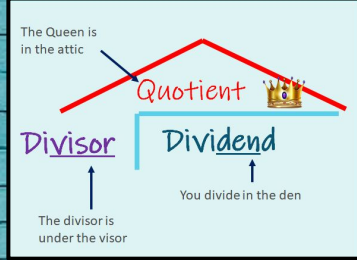 The Queen is
in the attic
Quotient
Divisor
Dividend
You divide in the den
The divisor is
under the visor